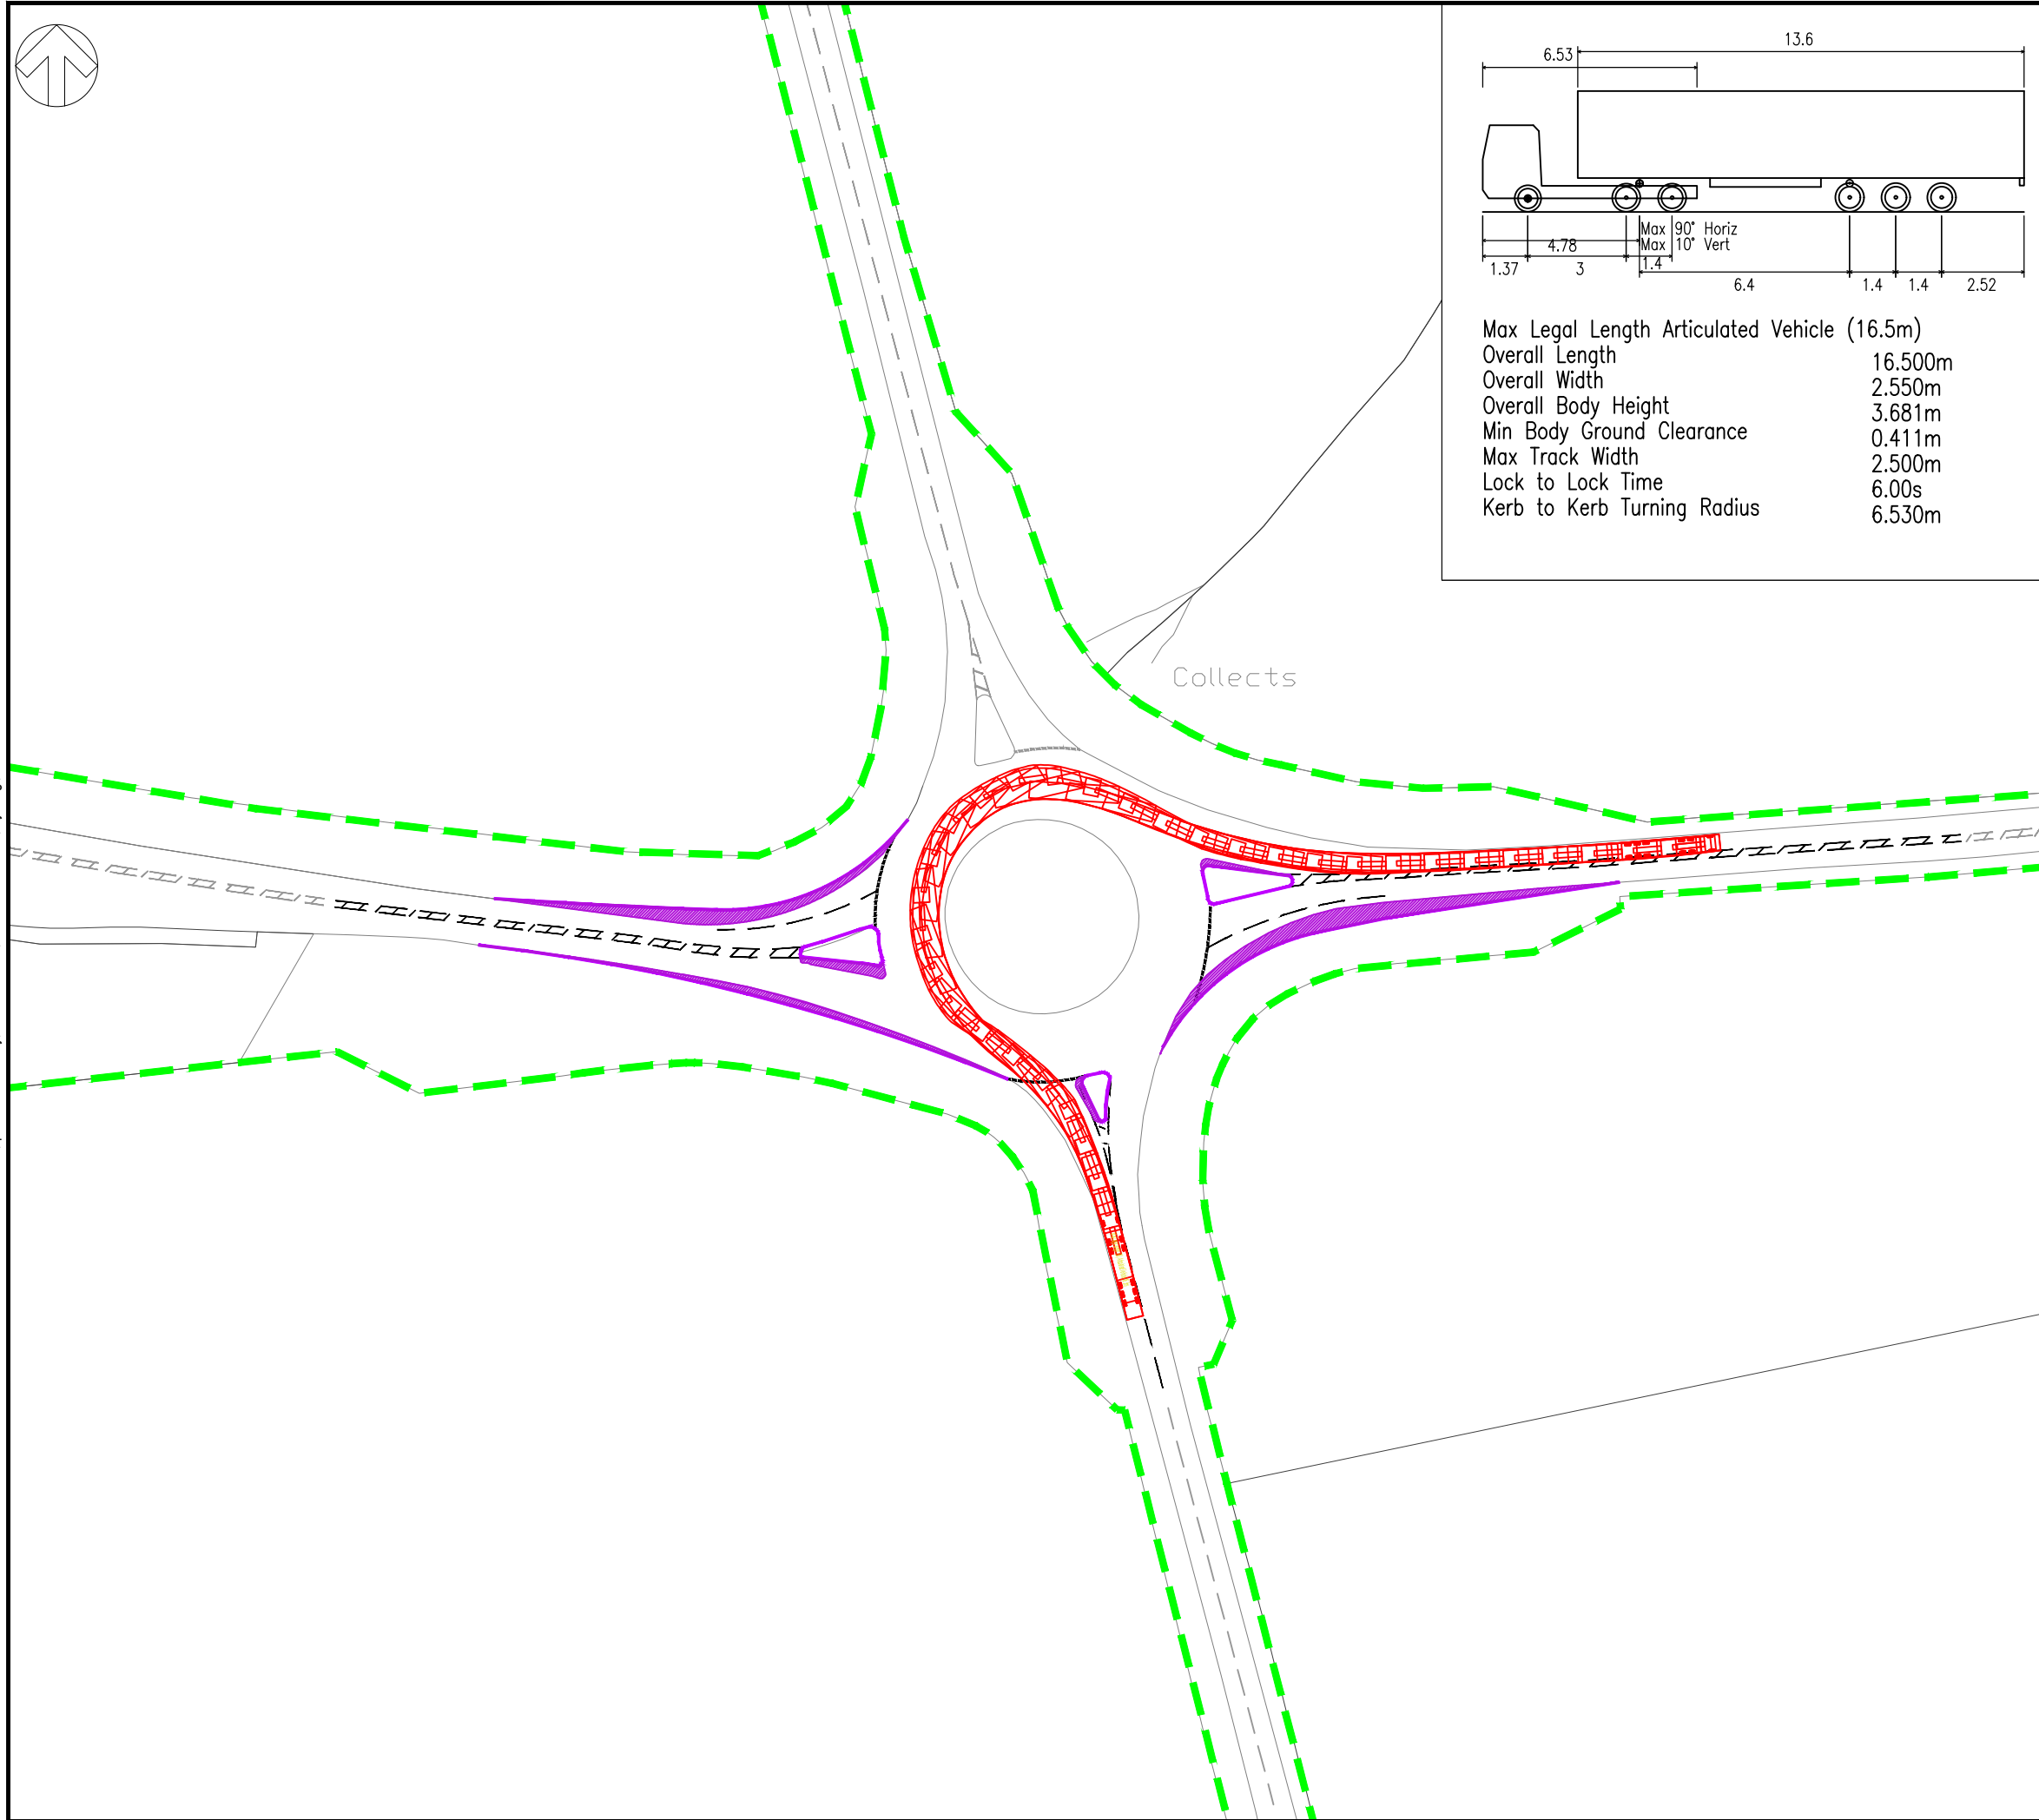 13.6
6.53
Max 90° Horiz
Max 10° Vert
4.78
1.37 3 1.4
6.4 1.4 1.4 2.52
Max Legal Length Articulated Vehicle (16.5m)
Overall Length 16.500m
Overall Width 2.550m
Overall Body Height 3.681m
Min Body Ground Clearance 0.411m
Max Track Width 2.500m
Lock to Lock Time 6.00s
Kerb to Kerb Turning Radius 6.530m
Collects